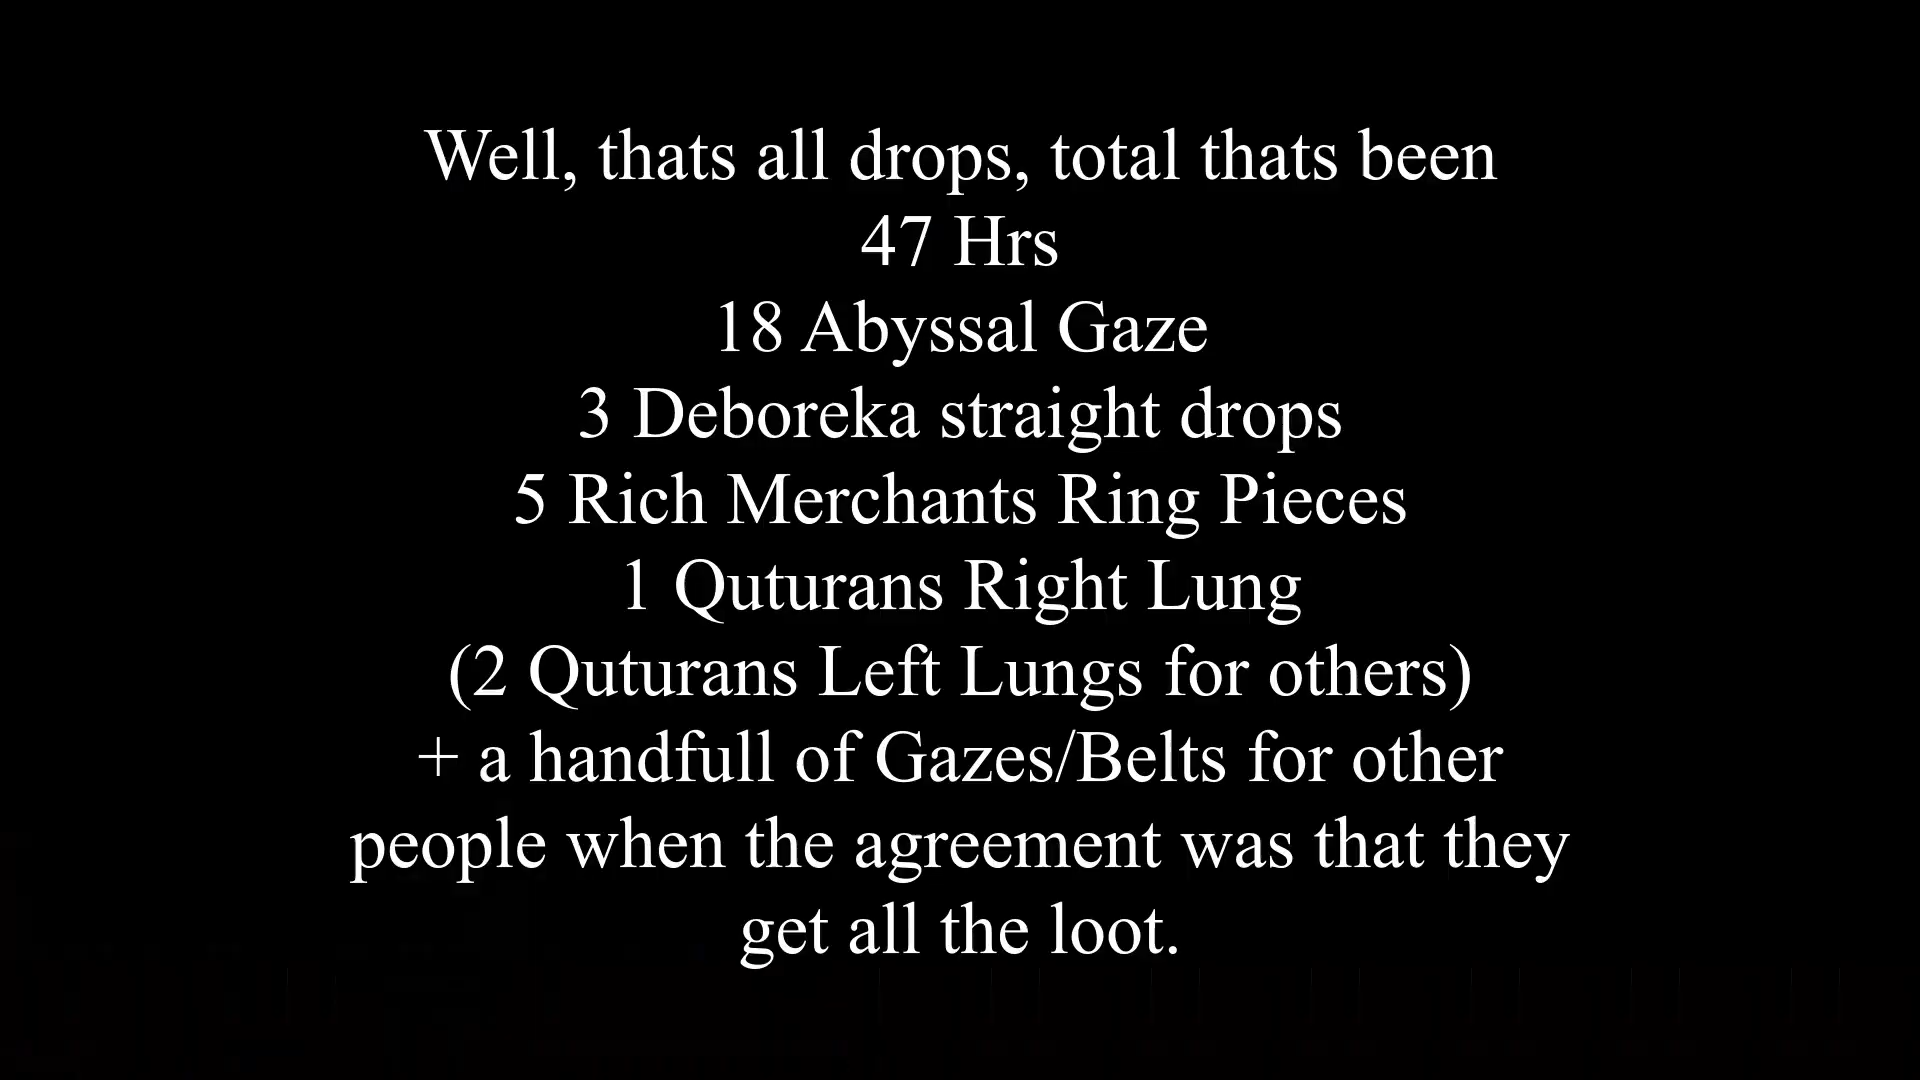 Well, thats all drops, total thats been
47 Hrs
18 Abyssal Gaze
3 Deboreka straight drops
5 Rich Merchants Ring Pieces
1 Quturans Right Lung
(2 Quturans Left Lungs for others)
+ a handfull of Gazes/Belts for other
people when the agreement was that they
get all the loot.